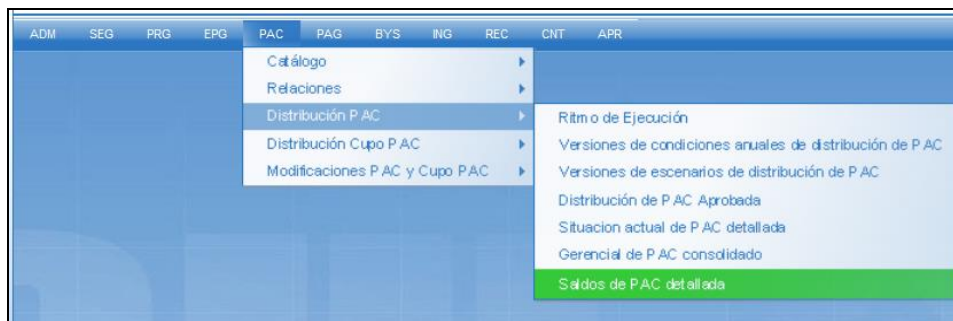 ADM SEG PRG EPG PAC PAG BYS ING REC CNT APR
Catálogo
Relaciones
Distribución PAC
Distribución Cupo PAC
Modificaciones PAC y Cupo PAC
Ritmo de Ejecución
Versiones de condiciones anuales de distribución de PAC
Versiones de escenarios de distribución de PAC
Distribución de PAC Aprobada
Situacion actual de PAC detallada
Gerencial de PAC consolidado
Saldos de PAC detallada